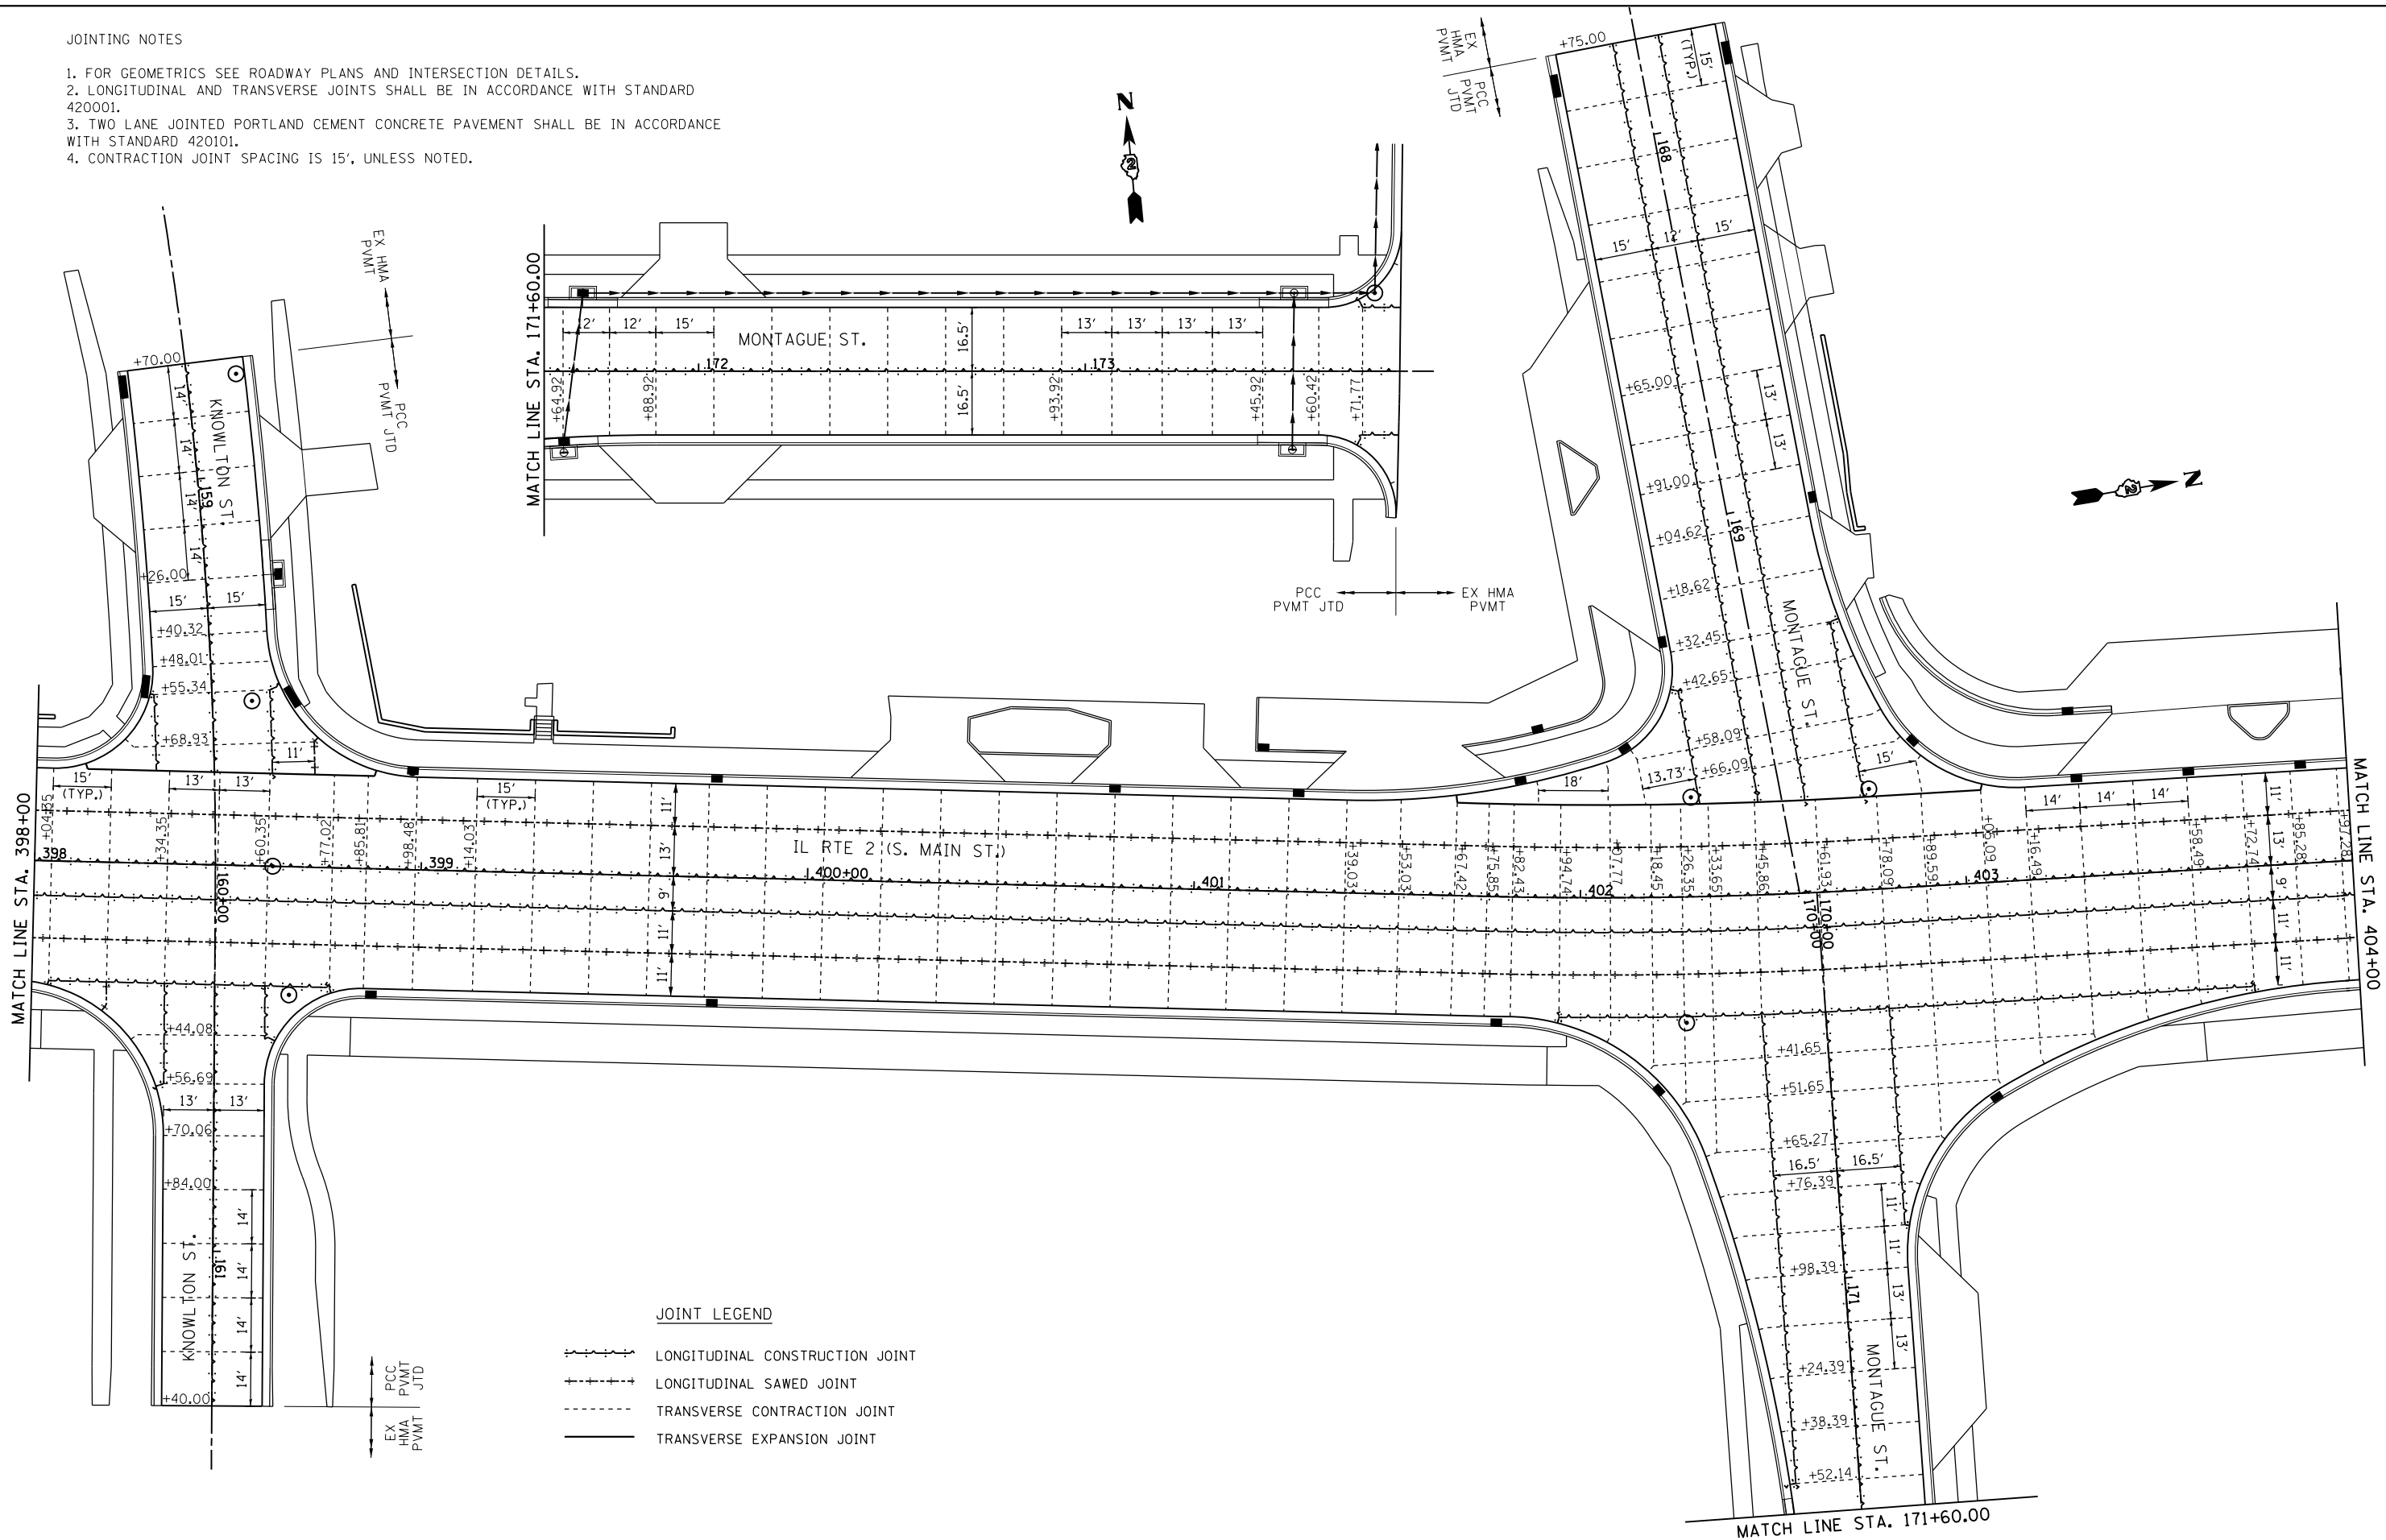 JOINTING NOTES
1. FOR GEOMETRICS SEE ROADWAY PLANS AND INTERSECTION DETAILS.
2. LONGITUDINAL AND TRANSVERSE JOINTS SHALL BE IN ACCORDANCE WITH STANDARD
420001.
3. TWO LANE JOINTED PORTLAND CEMENT CONCRETE PAVEMENT SHALL BE IN ACCORDANCE
WITH STANDARD 420101.
4. CONTRACTION JOINT SPACING IS 15', UNLESS NOTED.
N
2
MATCH LINE STA. 171+60.00
12'
12'
15'
MONTAGUE ST.
16.5'
16.5'
13'
13'
13'
13'
172
173
+64.92
+88.92
+93.92
+45.92
+60.42
+71.77
PCC
PVMT JTD
EX HMA
PVMT
EX HMA
PVMT
PCC
PVMT JTD
+70.00
14'
14'
14'
14'
KNOWLTON ST.
159
+26.00
15'
15'
+40.32
+48.01
+55.34
+68.93
11'
EX
HMA
PVMT
PCC
PVMT
JTD
+75.00
15'
(TYP.)
168
15'
12'
15'
+65.00
13'
13'
+91.00
169
+04.62
+18.62
+32.45
+42.65
MONTAGUE ST.
+58.09
+66.09
13.73'
15'
18'
N
2
MATCH LINE STA. 398+00
15'
(TYP.)
13'
13'
15'
(TYP.)
398
+04.35
+34.35
+60.35
+77.02
+85.81
+98.48
399
+14.03
11'
13'
9'
11'
11'
IL RTE 2 (S. MAIN ST.)
400+00
401
+39.03
+53.03
+67.42
+75.85
+82.43
+94.74
402
+07.77
+18.45
+26.35
+33.65
+45.86
+61.93
+78.09
+89.59
403
+05.09
+16.49
14'
14'
14'
+58.49
+72.74
+85.28
+97.28
11'
13'
9'
11'
11'
MATCH LINE STA. 404+00
160+00
170+00
170+00
+44.08
+56.69
13'
13'
+70.06
+84.00
14'
14'
14'
14'
161
KNOWLTON ST.
+40.00
PCC
PVMT
JTD
EX
HMA
PVMT
+41.65
+51.65
+65.27
16.5'
16.5'
+76.39
11'
11'
+98.39
171
13'
13'
+24.39
MONTAGUE ST.
+38.39
+52.14
MATCH LINE STA. 171+60.00
JOINT LEGEND
LONGITUDINAL CONSTRUCTION JOINT
LONGITUDINAL SAWED JOINT
TRANSVERSE CONTRACTION JOINT
TRANSVERSE EXPANSION JOINT